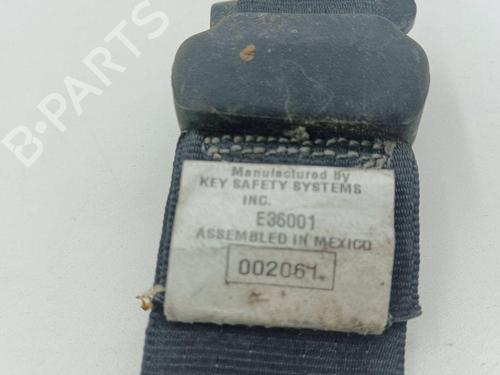 B-PARTS
Manufactured by
KEY SAFETY SYSTEMS
INC.
E36001
ASSEMBLED IN MEXICO
002061